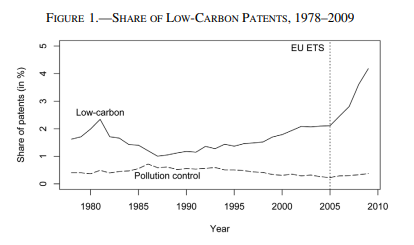 FIGURE 1.—SHARE OF LOW-CARBON PATENTS, 1978–2009
EU ETS
Share of patents (in %)
5
4
3
2
1
0
Low-carbon
Pollution control
1980 1985 1990 1995 2000 2005 2010
Year